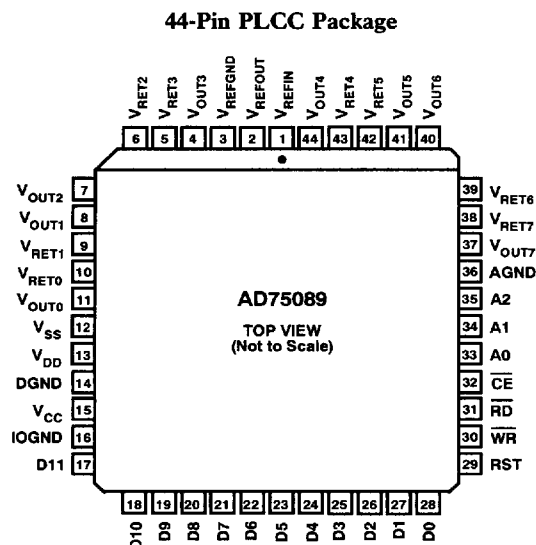 44-Pin PLCC Package
VRET2
VRET3
VOUT3
VREFGND
VREFOUT
VREFIN
VOUT4
VRET4
VRET5
VOUT5
VOUT6
6 5 4 3 2 1 44 43 42 41 40
VOUT2 7
VOUT1 8
VRET1 9
VRET0 10
VOUT0 11
VSS 12
VDD 13
DGND 14
VCC 15
IOGND 16
D11 17
AD75089
TOP VIEW
(Not to Scale)
39 VRET6
38 VRET7
37 VOUT7
36 AGND
35 A2
34 A1
33 A0
32 C̅E̅
31 R̅D̅
30 W̅R̅
29 RST
18 19 20 21 22 23 24 25 26 27 28
D10
D9
D8
D7
D6
D5
D4
D3
D2
D1
D0